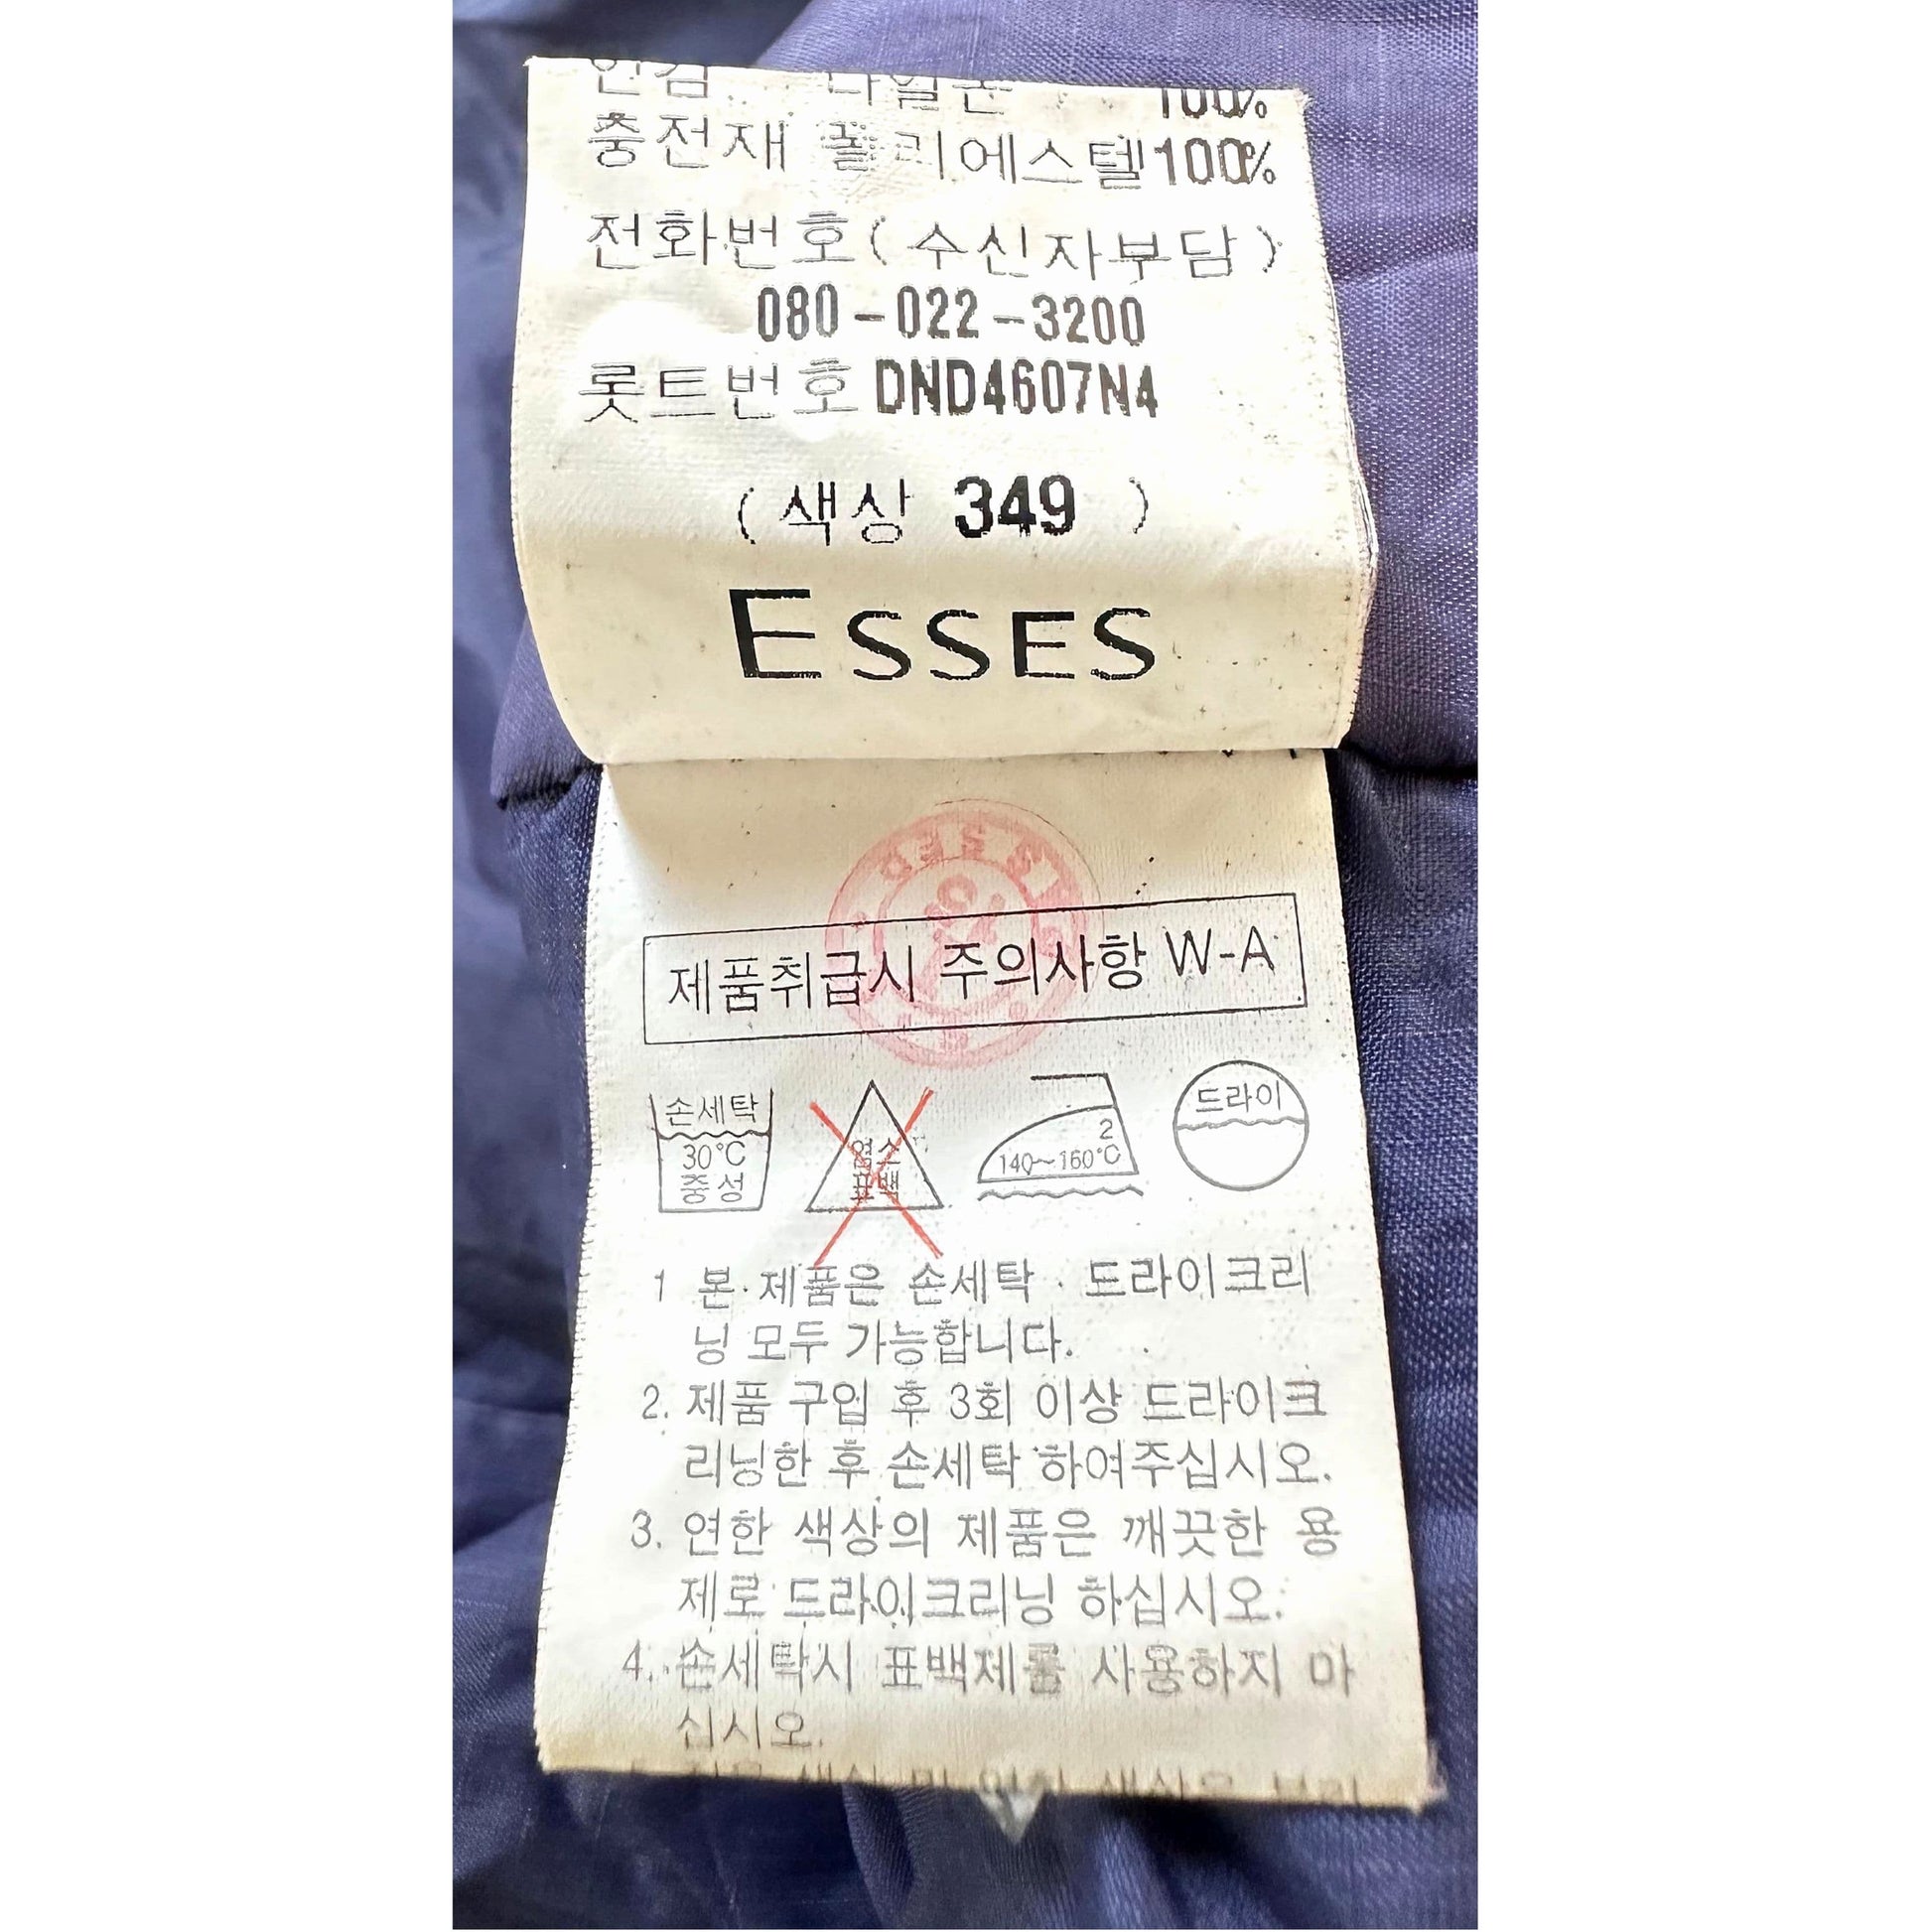 안감 나일론 100%
충전재 폴리에스텔100%
전화번호(수신자부담)
080-022-3200
롯트번호 DND4607N4
(색상 349 )
ESSES
제품취급시 주의사항 W-A
손세탁
30℃
중성
염소
표백
2
140~160℃
드라이
1 본 제품은 손세탁 · 드라이크리
닝 모두 가능합니다.
2. 제품 구입 후 3회 이상 드라이크
리닝한 후 손세탁 하여주십시오.
3. 연한 색상의 제품은 깨끗한 용
제로 드라이크리닝 하십시오.
4. 손세탁시 표백제를 사용하지 마
십시오.